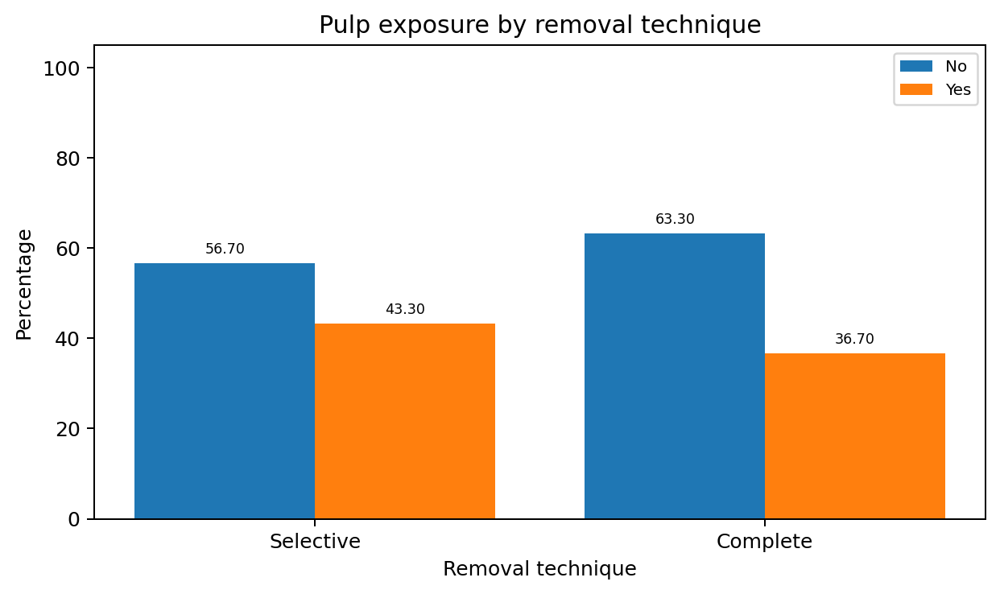 Pulp exposure by removal technique
No
Yes
100
80
60
40
20
0
Percentage
56.70
43.30
63.30
36.70
Selective
Complete
Removal technique